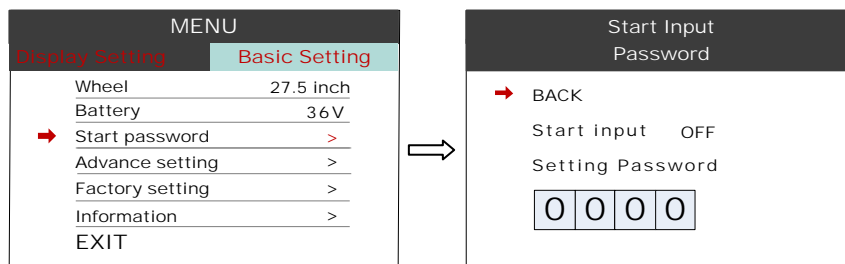 MENU
Display Setting Basic Setting
Wheel 27.5 inch
Battery 36V
Start password >
Advance setting >
Factory setting >
Information >
EXIT
Start Input
Password
BACK
Start input OFF
Setting Password
0 0 0 0